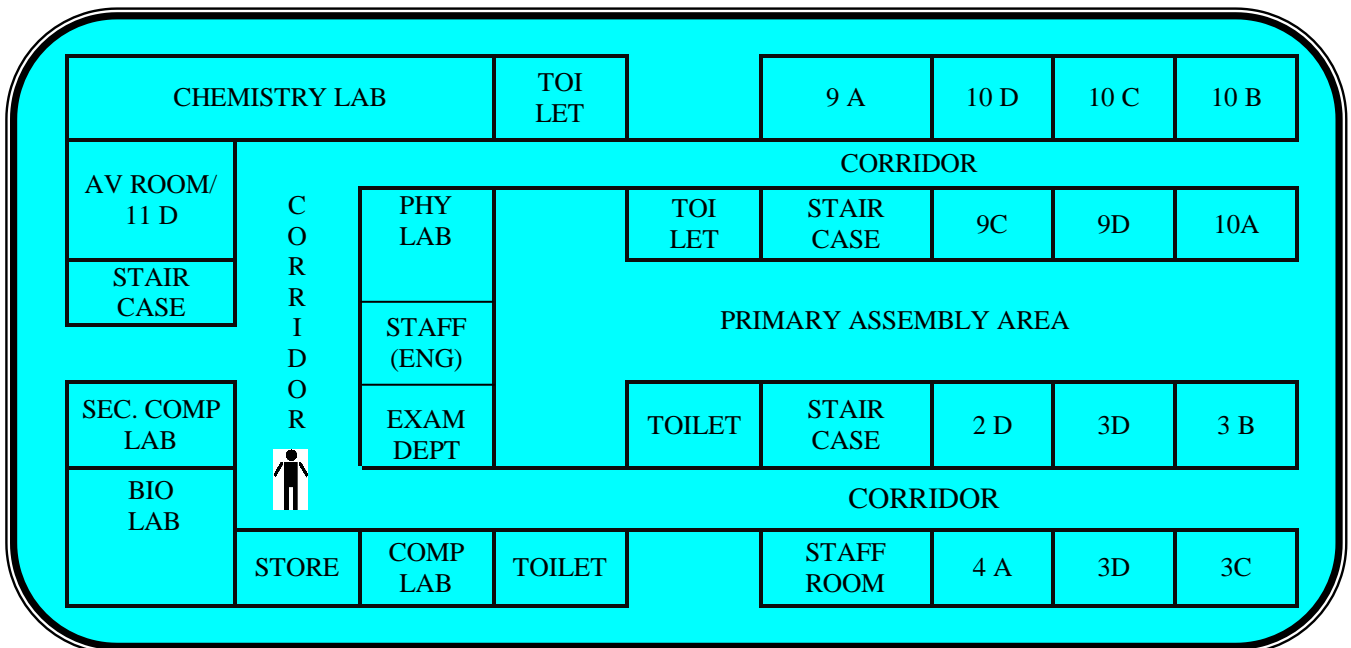 CHEMISTRY LAB
TOI
LET
9 A
10 D
10 C
10 B
CORRIDOR
AV ROOM/
11 D
C
O
R
R
I
D
O
R
PHY
LAB
TOI
LET
STAIR
CASE
9C
9D
10A
STAIR
CASE
STAFF
(ENG)
PRIMARY ASSEMBLY AREA
SEC. COMP
LAB
EXAM
DEPT
TOILET
STAIR
CASE
2 D
3D
3 B
BIO
LAB
CORRIDOR
STORE
COMP
LAB
TOILET
STAFF
ROOM
4 A
3D
3C